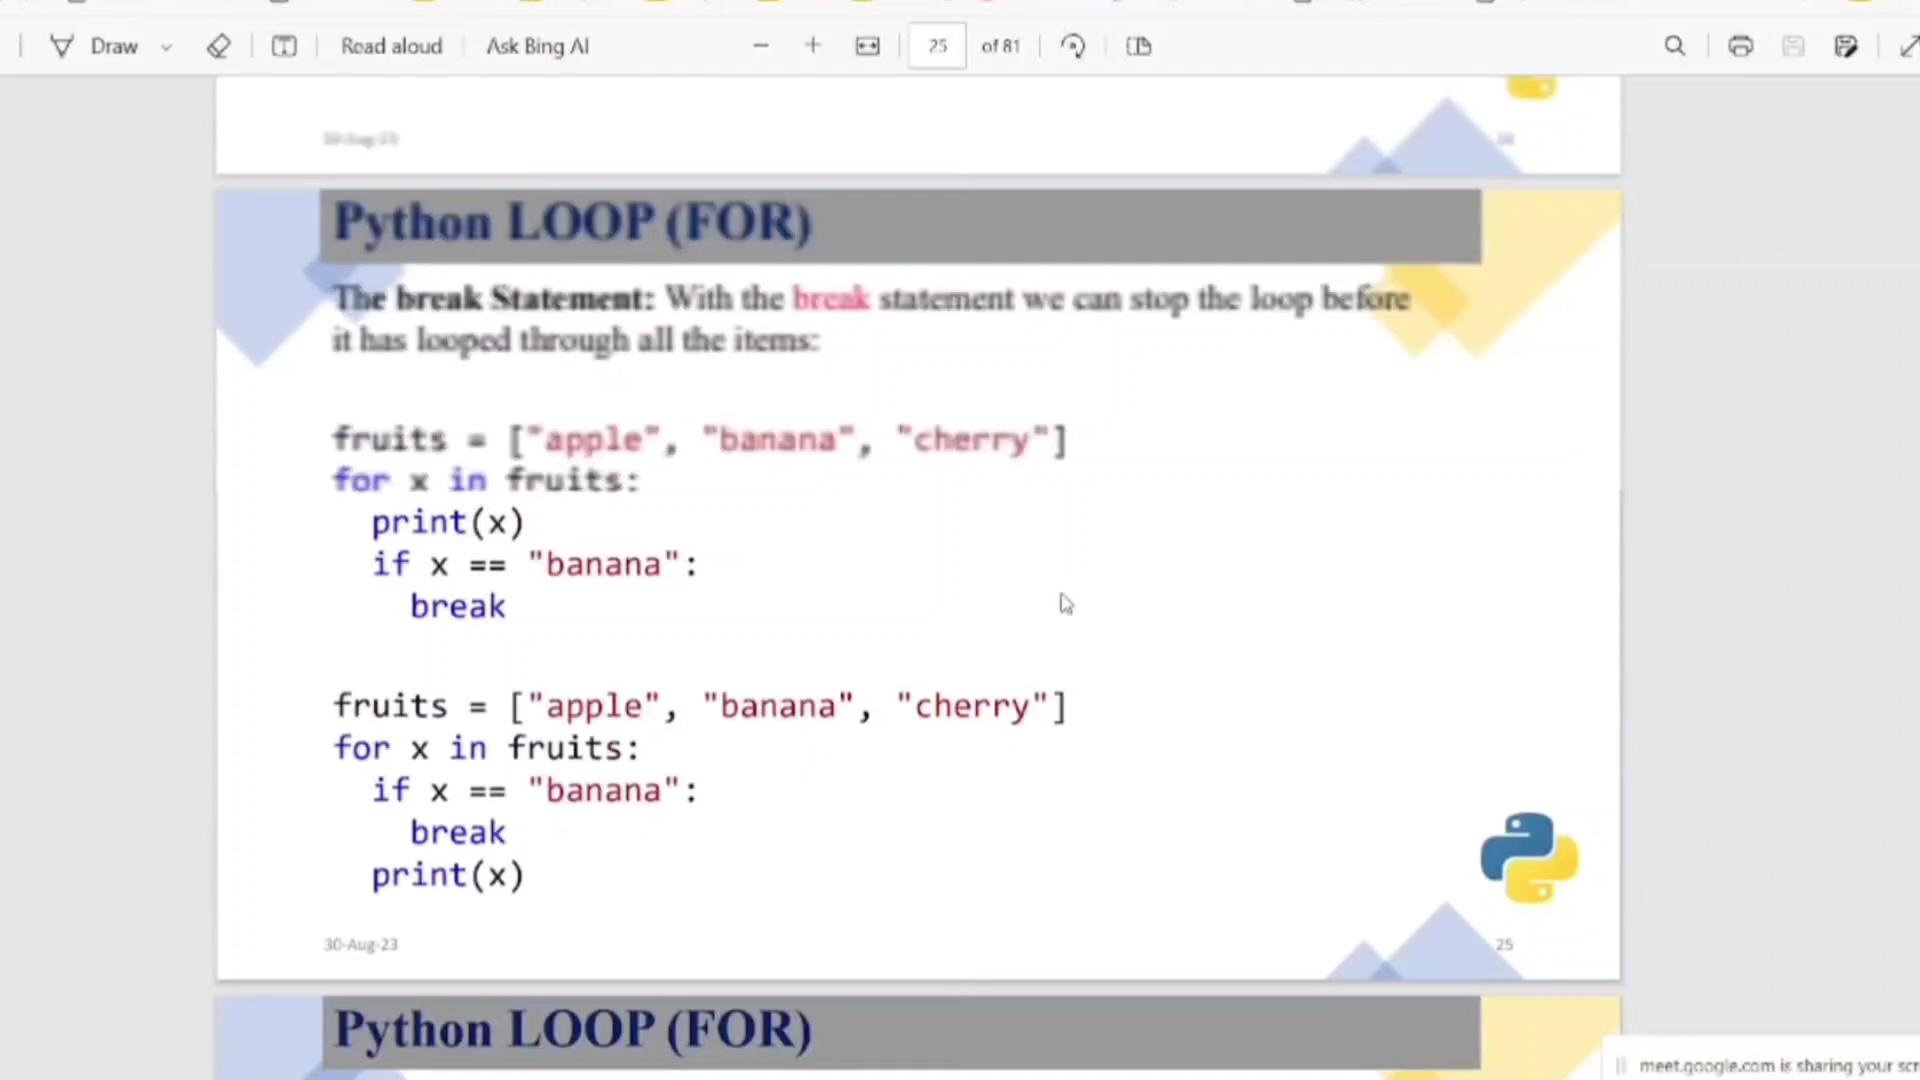 Draw
Read aloud
Ask Bing AI
25 of 81
30-Aug-23
Python LOOP (FOR)
The break Statement: With the break statement we can stop the loop before
it has looped through all the items:
fruits = ["apple", "banana", "cherry"]
for x in fruits:
print(x)
if x == "banana":
break
fruits = ["apple", "banana", "cherry"]
for x in fruits:
if x == "banana":
break
print(x)
30-Aug-23
25
Python LOOP (FOR)
meet.google.com is sharing your scr